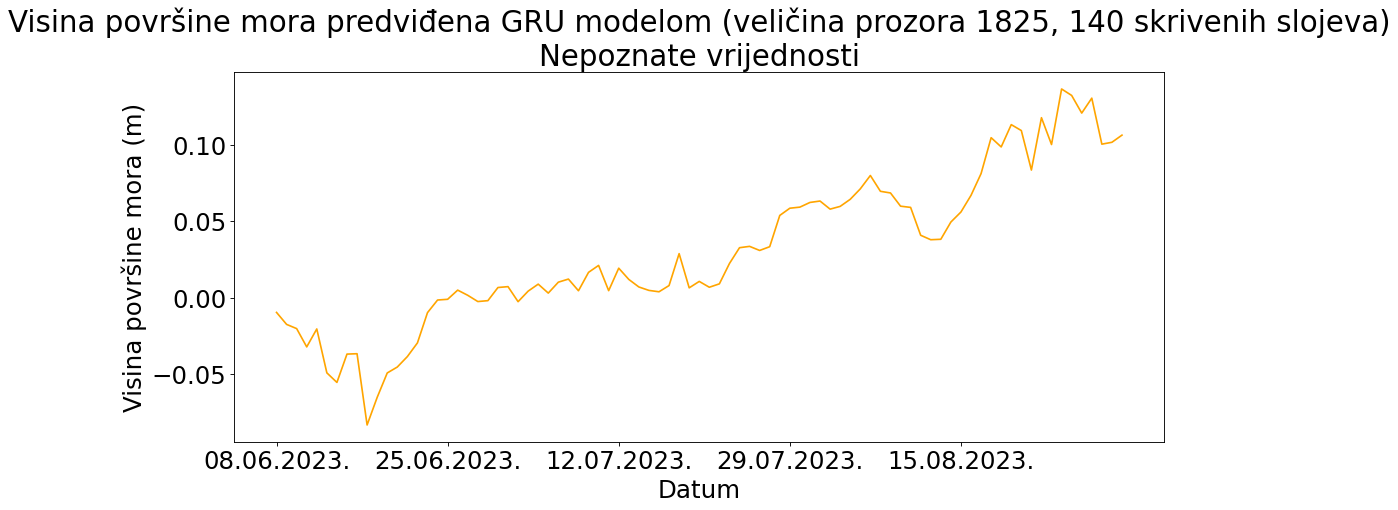 Visina površine mora predviđena GRU modelom (veličina prozora 1825, 140 skrivenih slojeva)
Nepoznate vrijednosti
Visina površine mora (m)
0.10
0.05
0.00
−0.05
08.06.2023. 25.06.2023. 12.07.2023. 29.07.2023. 15.08.2023.
Datum